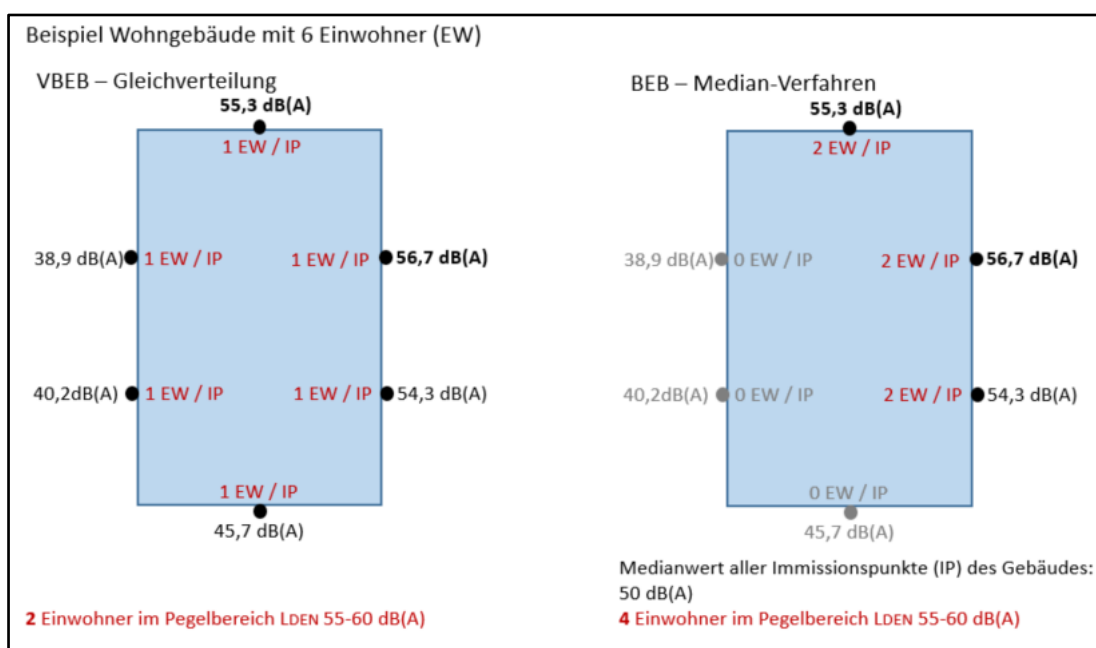 Beispiel Wohngebäude mit 6 Einwohner (EW)
VBEB – Gleichverteilung
55,3 dB(A)
1 EW / IP
38,9 dB(A)
1 EW / IP
1 EW / IP
56,7 dB(A)
40,2dB(A)
1 EW / IP
1 EW / IP
54,3 dB(A)
1 EW / IP
45,7 dB(A)
2 Einwohner im Pegelbereich LDEN 55-60 dB(A)
BEB – Median-Verfahren
55,3 dB(A)
2 EW / IP
38,9 dB(A)
0 EW / IP
2 EW / IP
56,7 dB(A)
40,2dB(A)
0 EW / IP
2 EW / IP
54,3 dB(A)
0 EW / IP
45,7 dB(A)
Medianwert aller Immissionspunkte (IP) des Gebäudes:
50 dB(A)
4 Einwohner im Pegelbereich LDEN 55-60 dB(A)